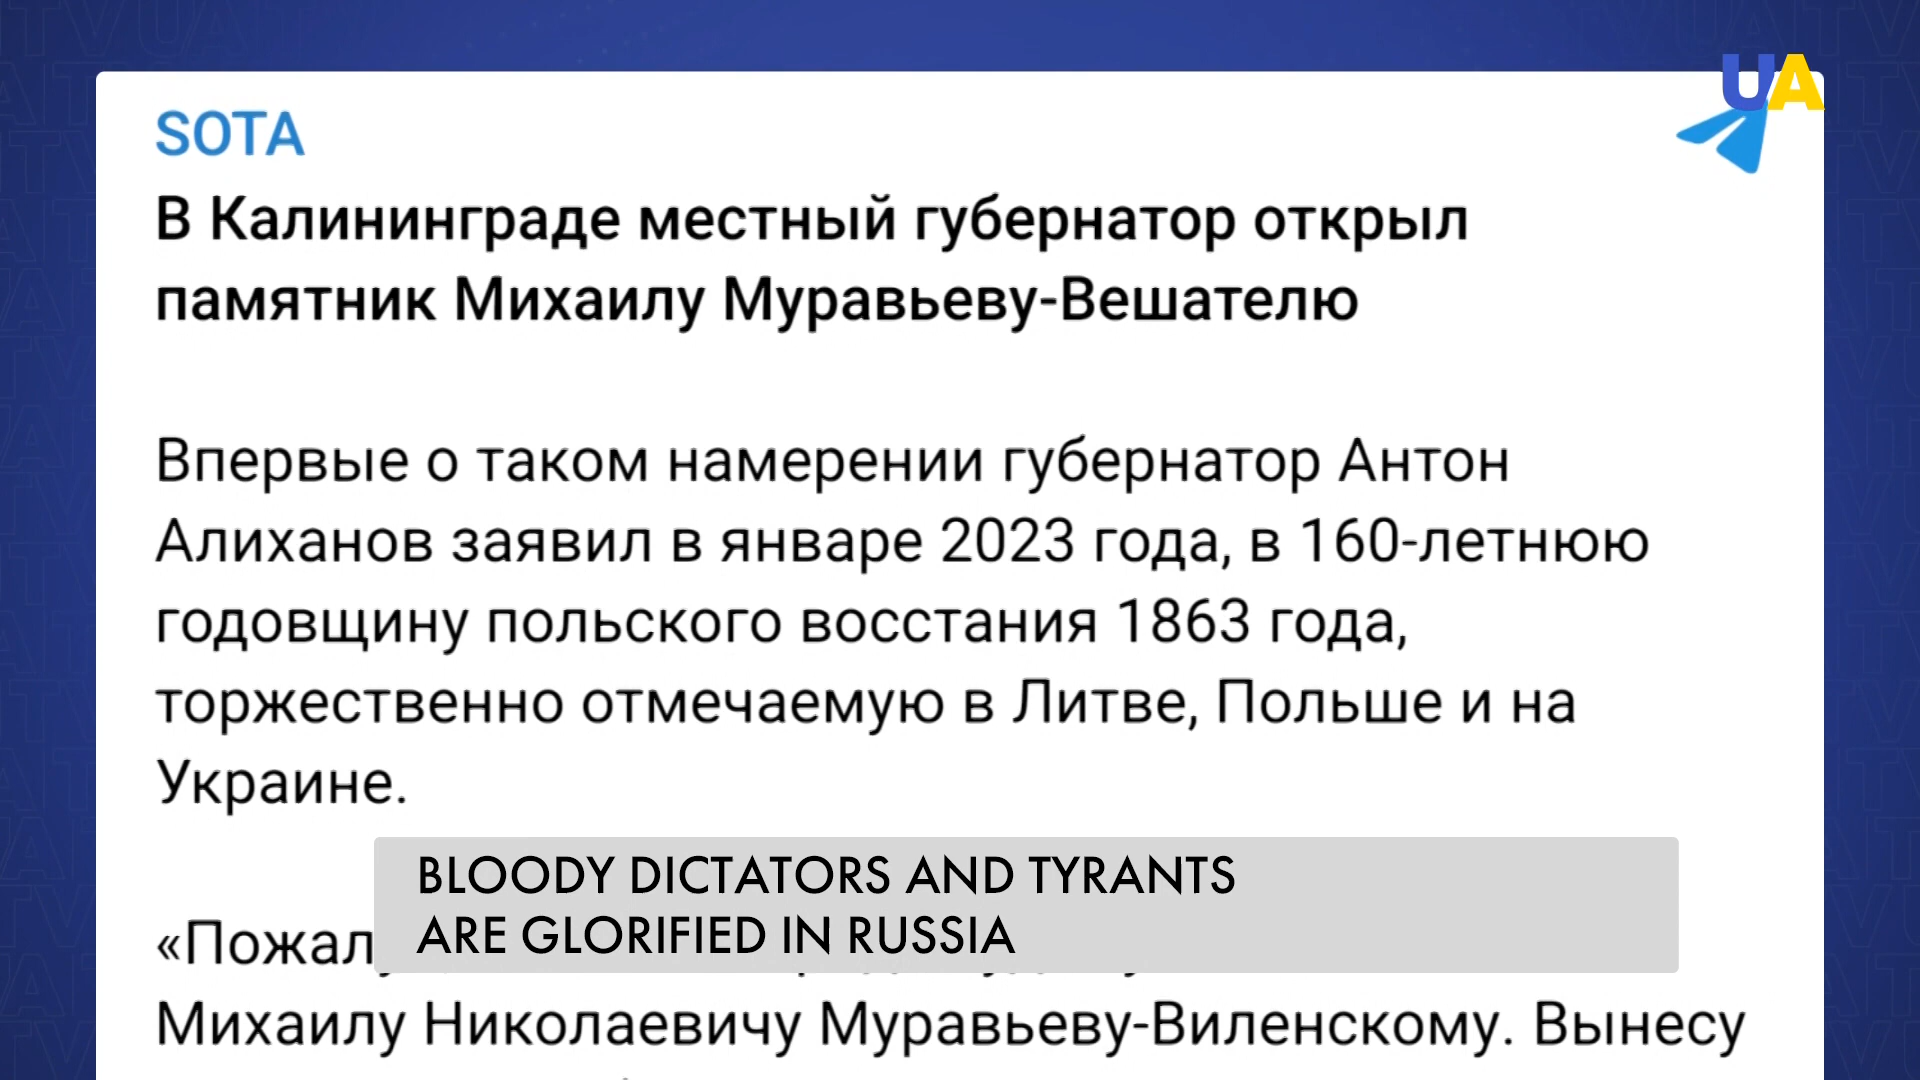 UA
SOTA
В Калининграде местный губернатор открыл
памятник Михаилу Муравьеву-Вешателю
Впервые о таком намерении губернатор Антон
Алиханов заявил в январе 2023 года, в 160-летнюю
годовщину польского восстания 1863 года,
торжественно отмечаемую в Литве, Польше и на
Украине.
BLOODY DICTATORS AND TYRANTS
ARE GLORIFIED IN RUSSIA
Михаилу Николаевичу Муравьеву-Виленскому. Вынесу